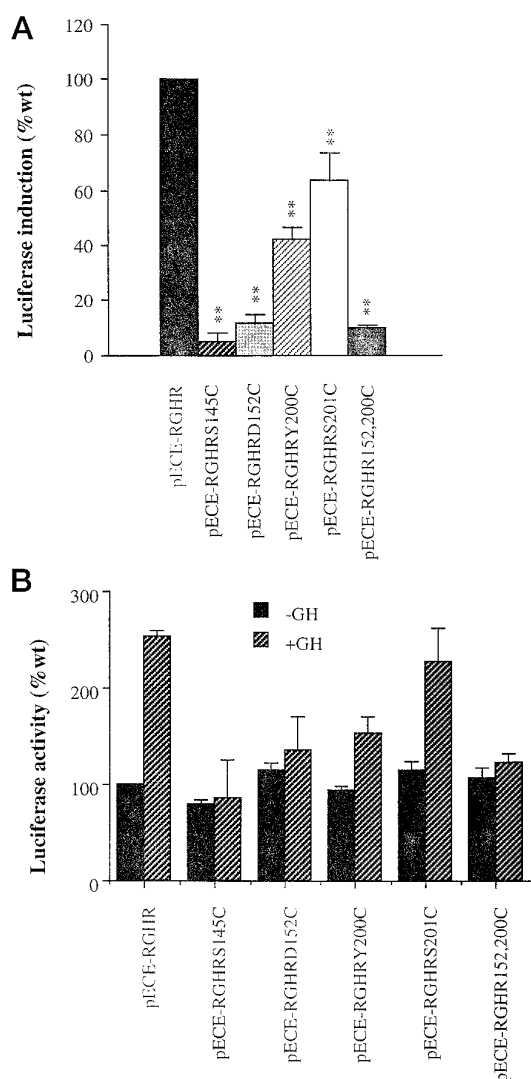 A
Luciferase induction (%wt)
120
100
80
60
40
20
0
**
**
**
**
**
pECE-RGHR
pECE-RGHRS145C
pECE-RGHRD152C
pECE-RGHRY200C
pECE-RGHRS201C
pECE-RGHR152,200C
B
Luciferase activity (%wt)
300
200
100
0
-GH
+GH
pECE-RGHR
pECE-RGHRS145C
pECE-RGHRD152C
pECE-RGHRY200C
pECE-RGHRS201C
pECE-RGHR152,200C